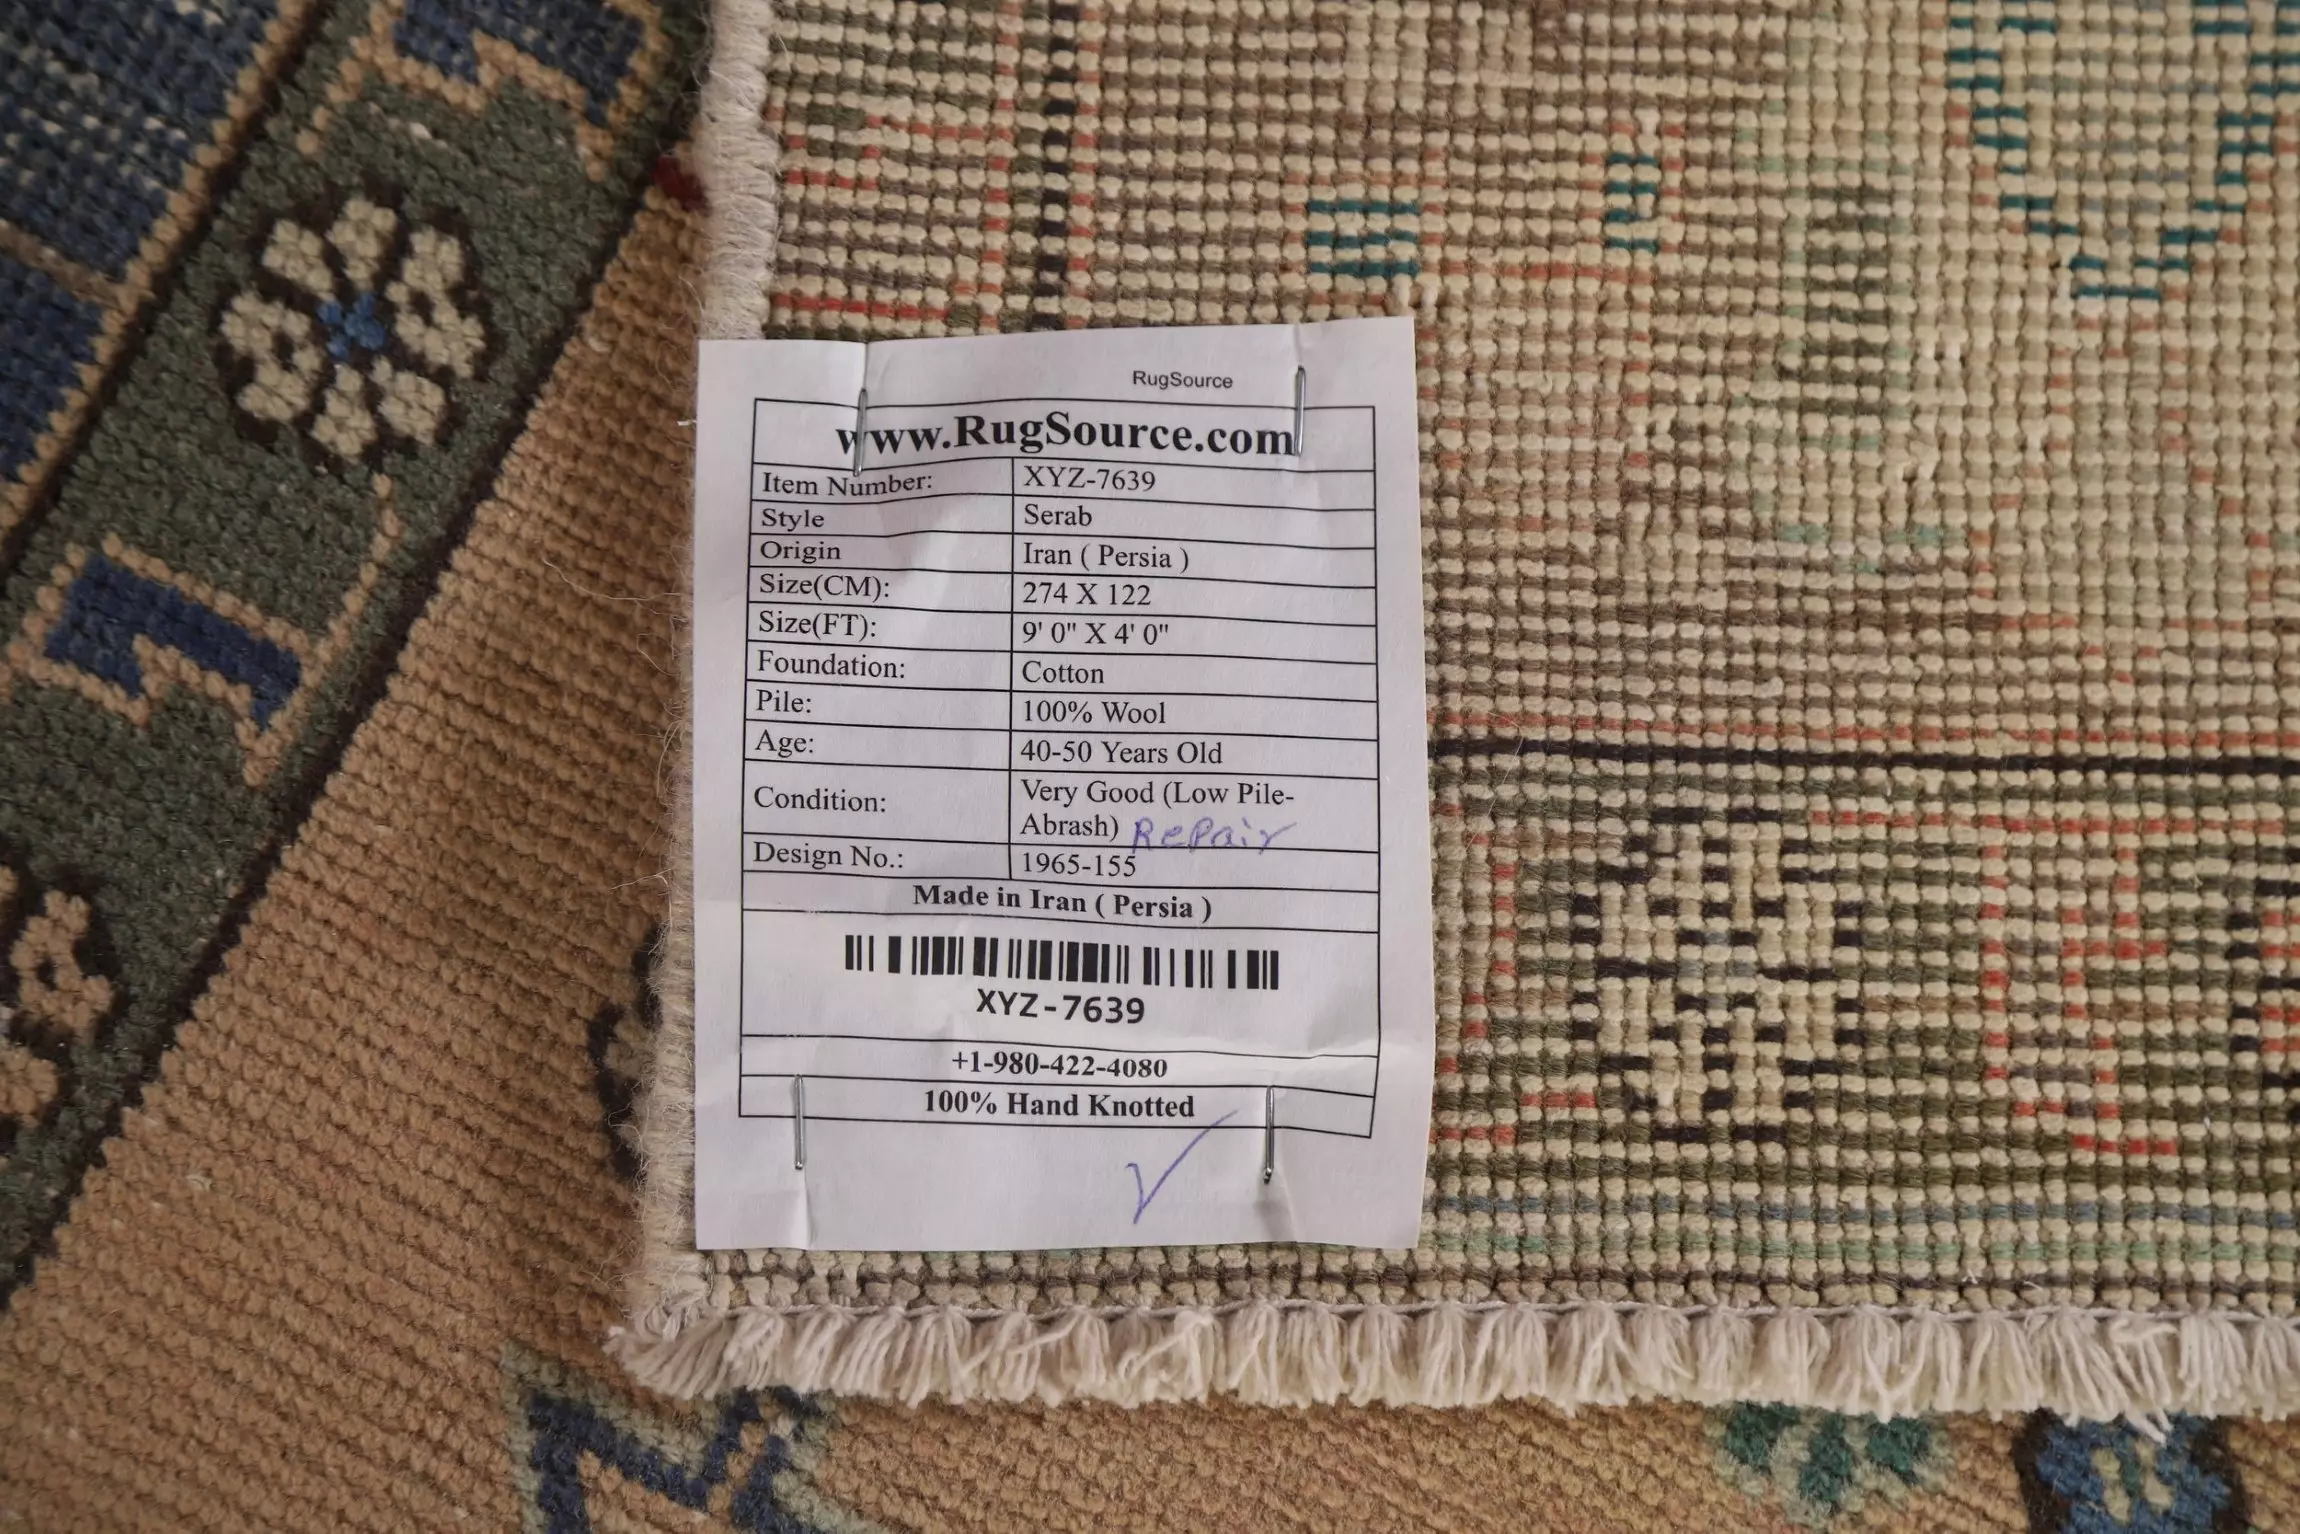 RugSource
www.RugSource.com
Item Number: XYZ-7639
Style Serab
Origin Iran ( Persia )
Size(CM): 274 X 122
Size(FT): 9' 0" X 4' 0"
Foundation: Cotton
Pile: 100% Wool
Age: 40-50 Years Old
Condition: Very Good (Low Pile-
Abrash) Repair
Design No.: 1965-155
Made in Iran ( Persia )
XYZ-7639
+1-980-422-4080
100% Hand Knotted